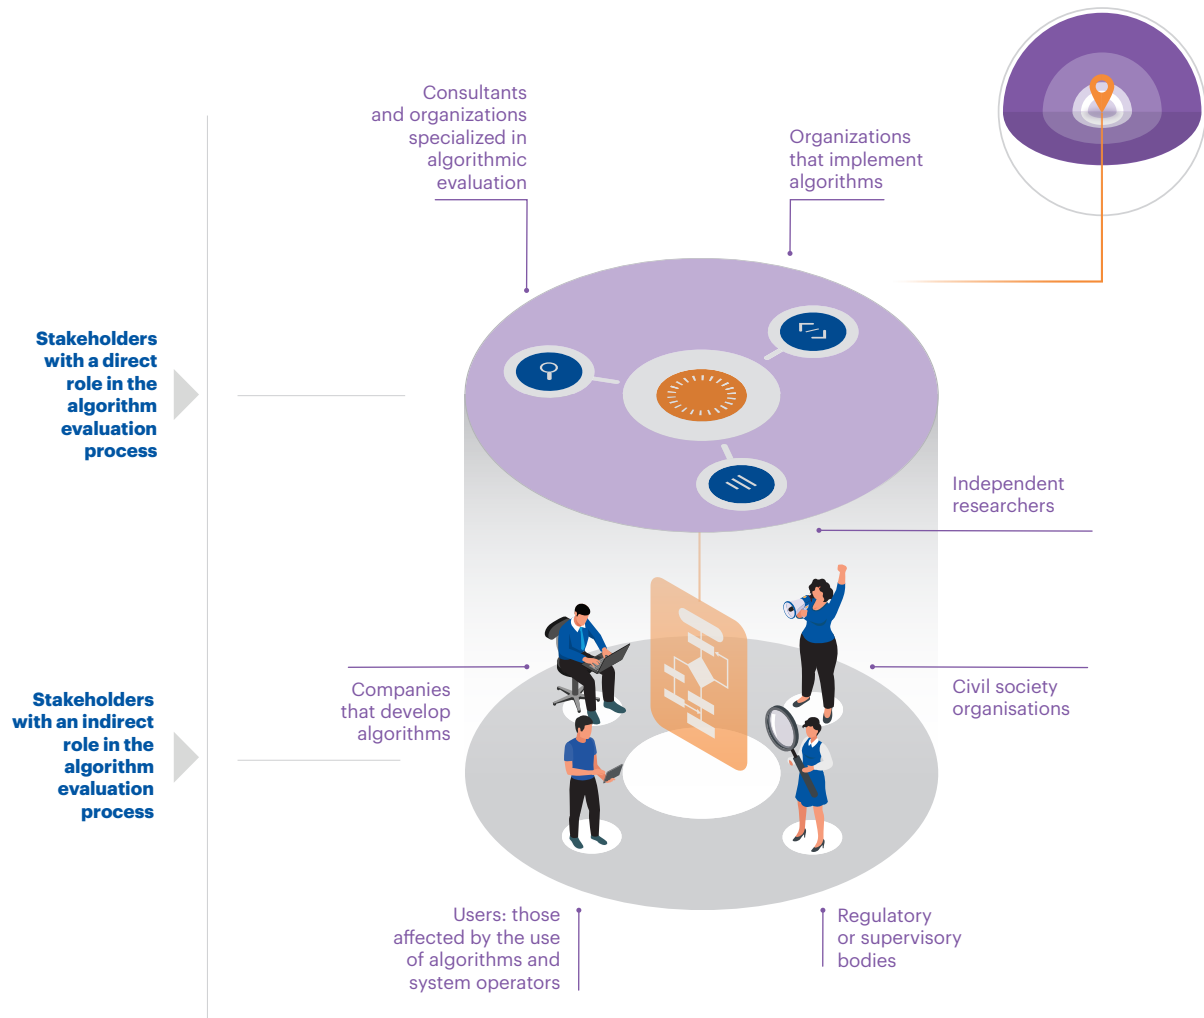 Consultants
and organizations
specialized in
algorithmic
evaluation
Organizations
that implement
algorithms
Stakeholders
with a direct
role in the
algorithm
evaluation
process
Independent
researchers
Companies
that develop
algorithms
Civil society
organisations
Stakeholders
with an indirect
role in the
algorithm
evaluation
process
Users: those
affected by the use
of algorithms and
system operators
Regulatory
or supervisory
bodies